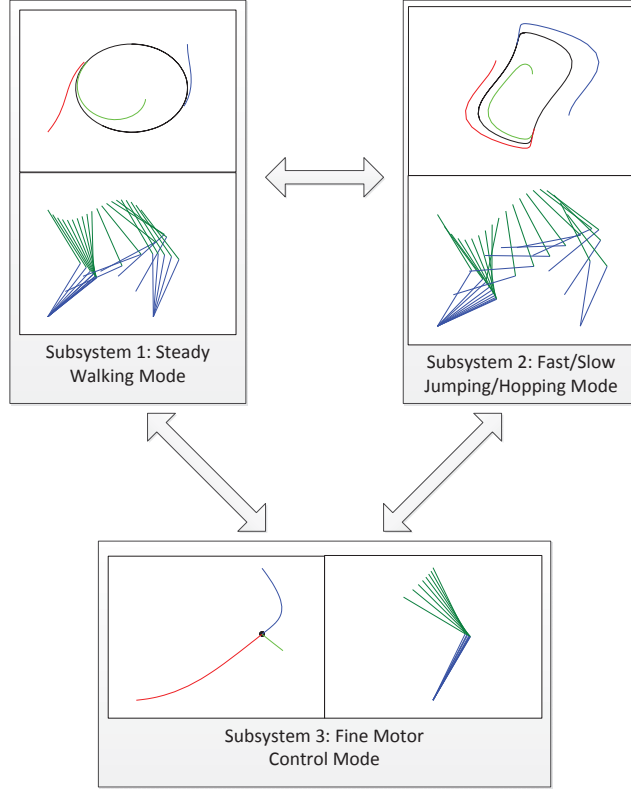 Subsystem 1: Steady
Walking Mode
Subsystem 2: Fast/Slow
Jumping/Hopping Mode
Subsystem 3: Fine Motor
Control Mode